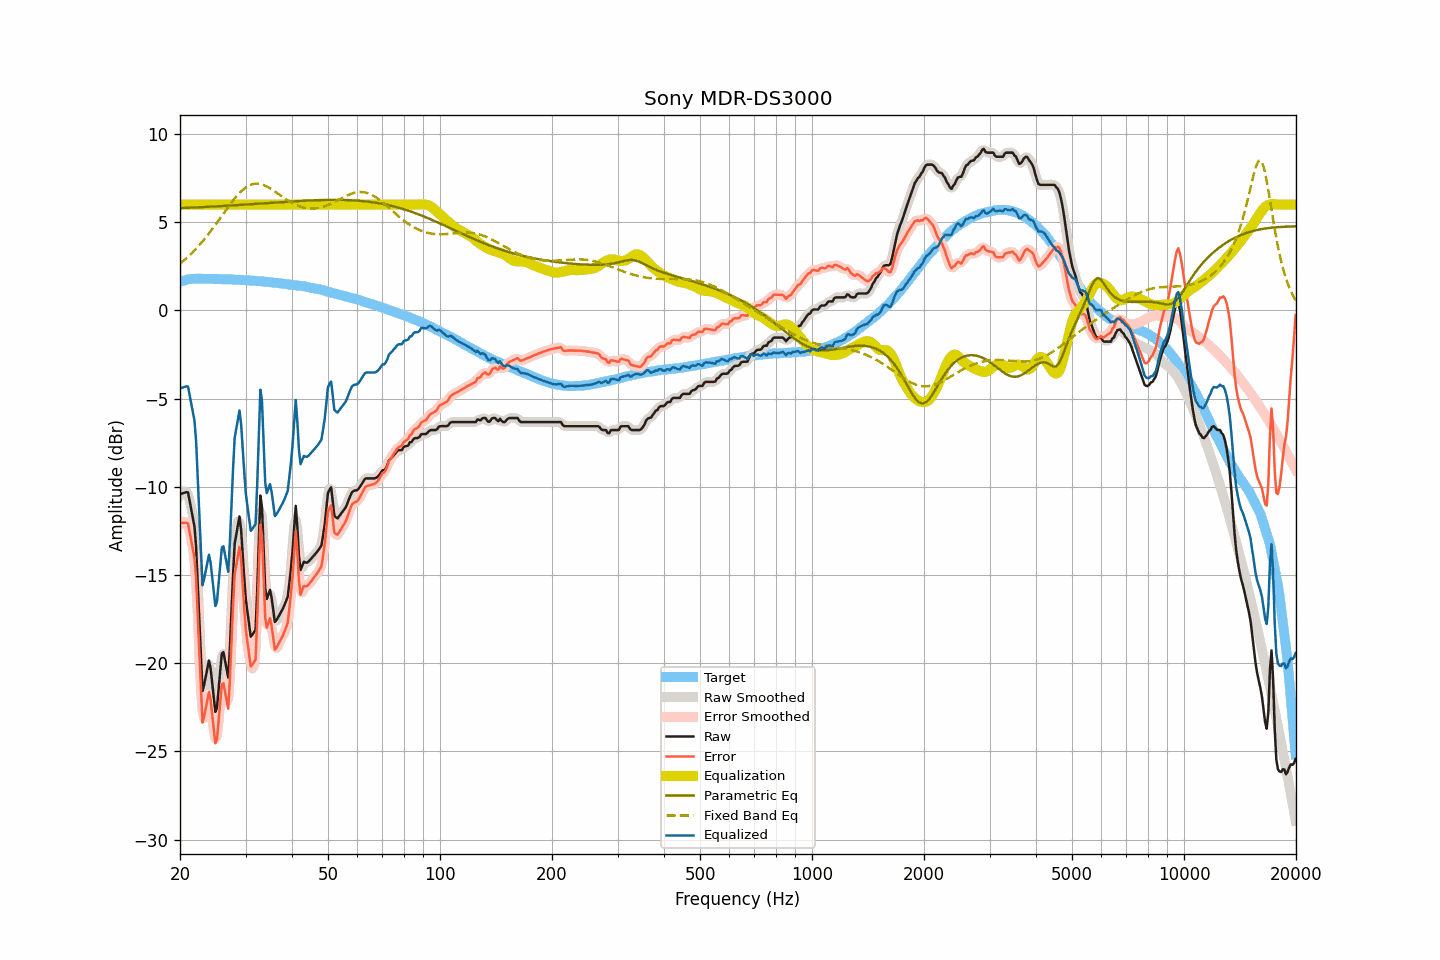 Sony MDR-DS3000
Amplitude (dBr)
10
5
0
−5
−10
−15
−20
−25
−30
Target
Raw Smoothed
Error Smoothed
Raw
Error
Equalization
Parametric Eq
Fixed Band Eq
Equalized
20 50 100 200 500 1000 2000 5000 10000 20000
Frequency (Hz)